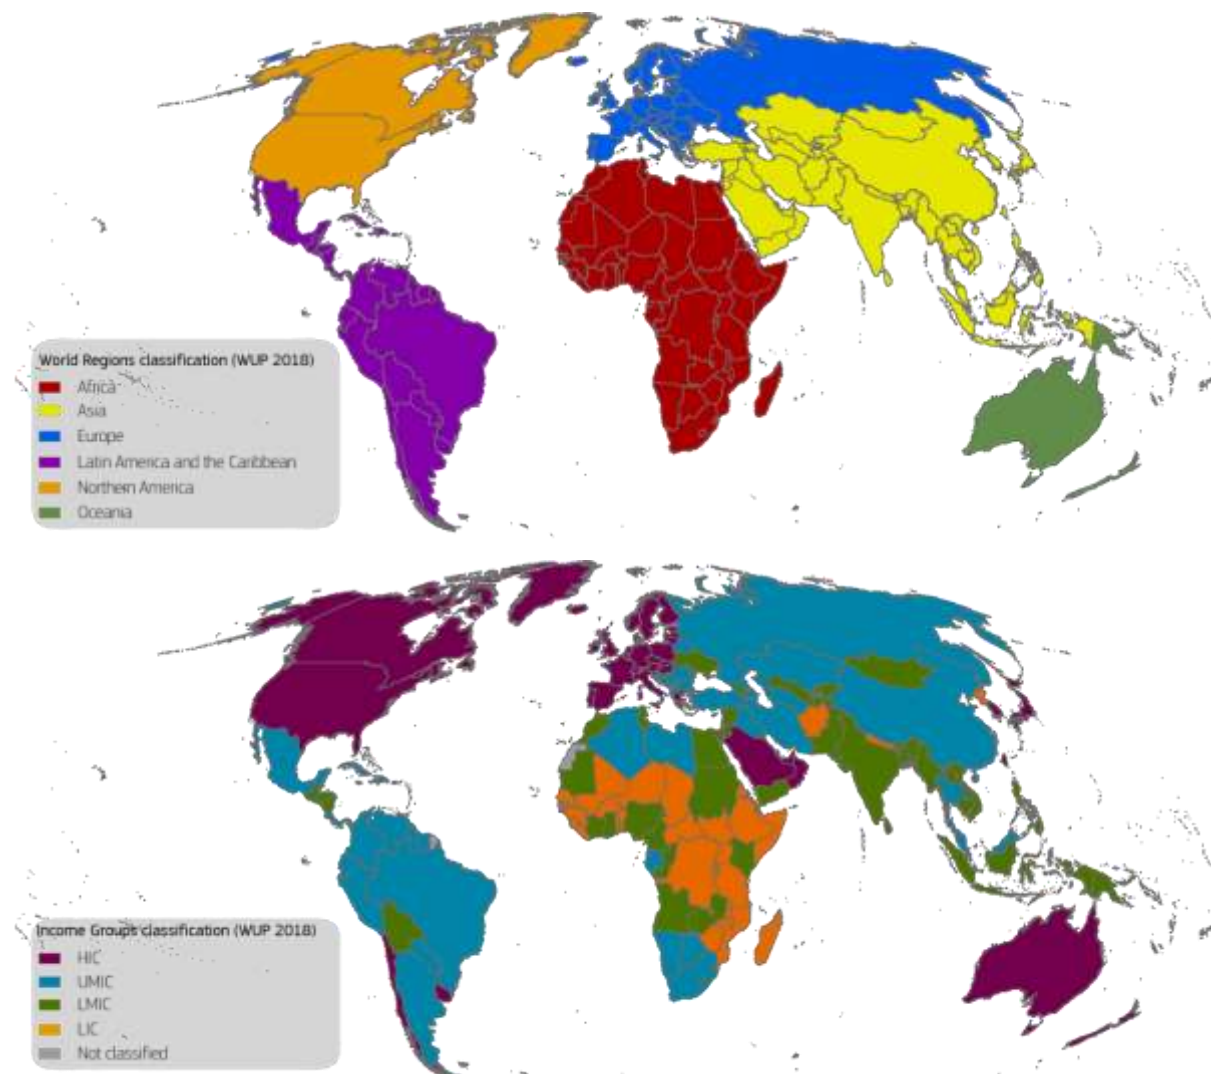 World Regions classification (WUP 2018)
Africa
Asia
Europe
Latin America and the Caribbean
Northern America
Oceania
Income Groups classification (WUP 2018)
HIC
UMIC
LMIC
LIC
Not classified